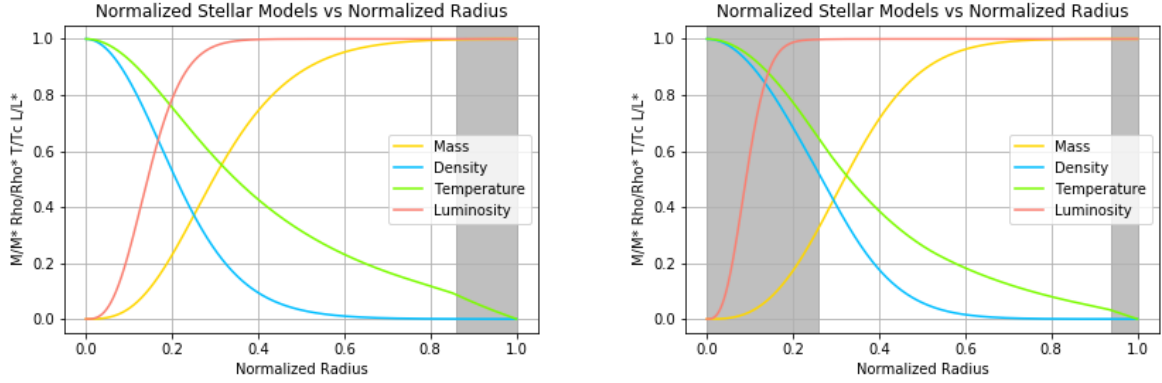 Normalized Stellar Models vs Normalized Radius
M/M* Rho/Rho* T/Tc L/L*
1.0
0.8
0.6
0.4
0.2
0.0
Mass
Density
Temperature
Luminosity
0.0 0.2 0.4 0.6 0.8 1.0
Normalized Radius
Normalized Stellar Models vs Normalized Radius
M/M* Rho/Rho* T/Tc L/L*
1.0
0.8
0.6
0.4
0.2
0.0
Mass
Density
Temperature
Luminosity
0.0 0.2 0.4 0.6 0.8 1.0
Normalized Radius